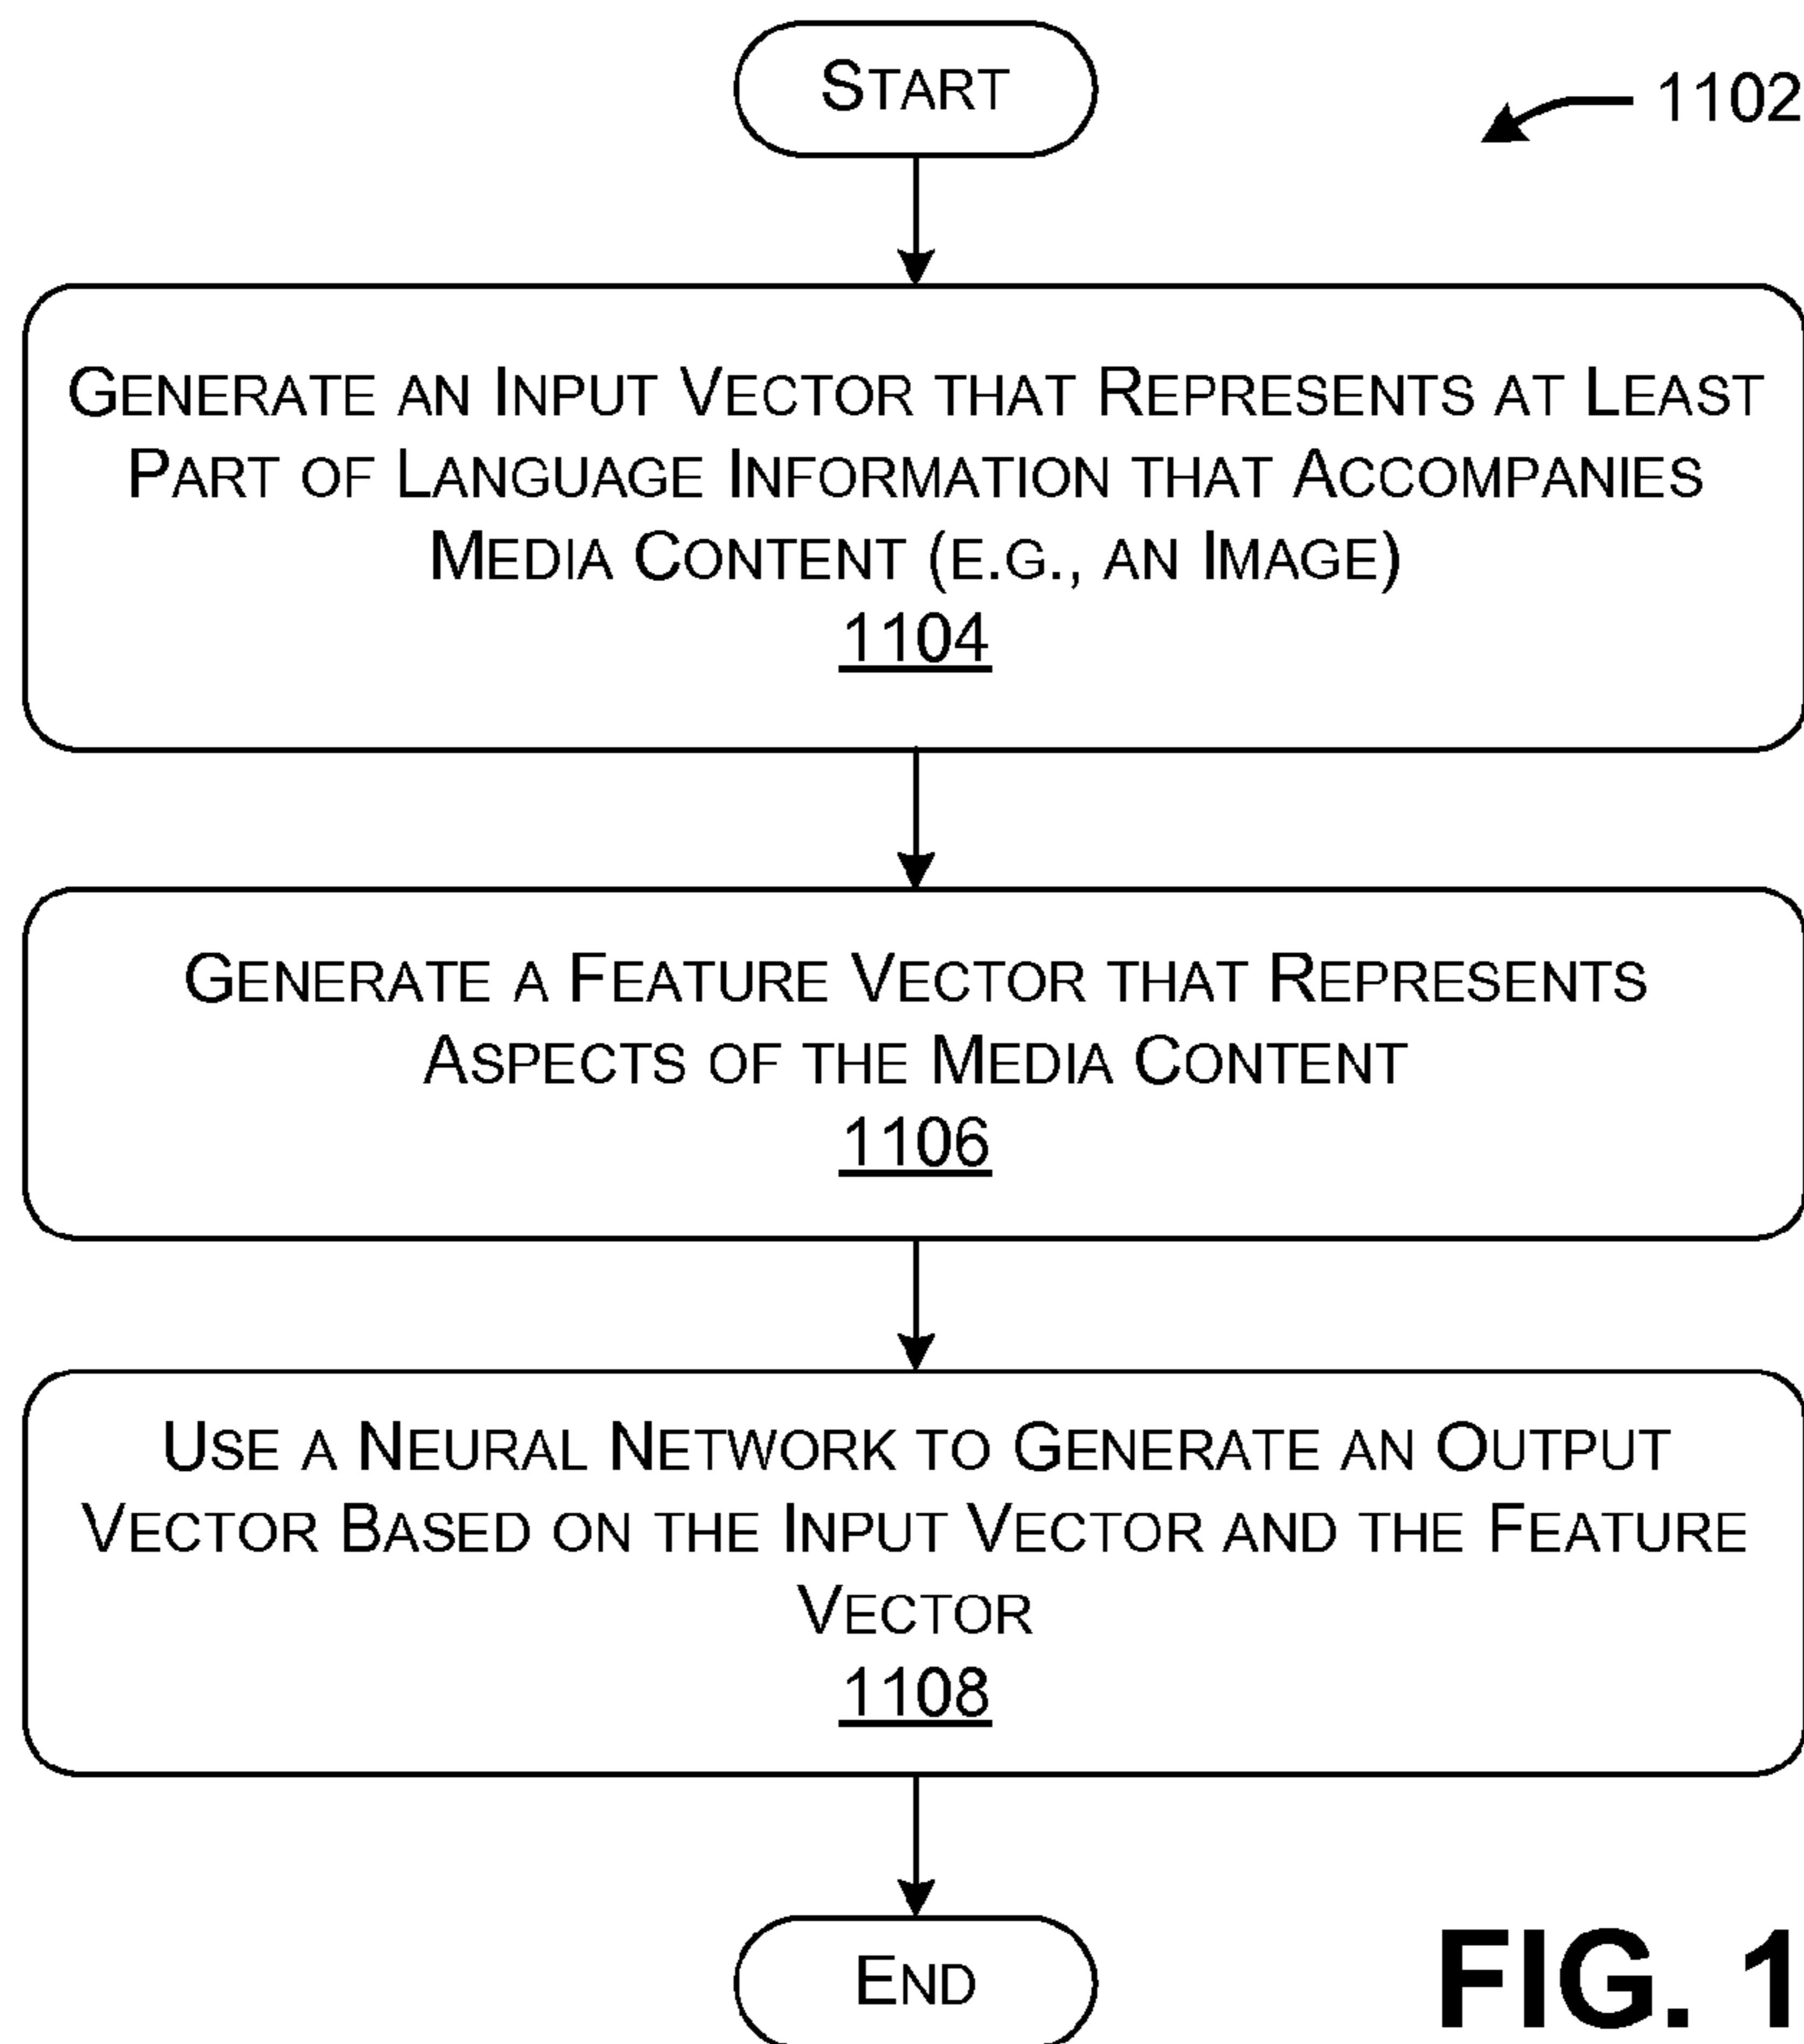 START
1102
GENERATE AN INPUT VECTOR THAT REPRESENTS AT LEAST
PART OF LANGUAGE INFORMATION THAT ACCOMPANIES
MEDIA CONTENT (E.G., AN IMAGE)
1104
GENERATE A FEATURE VECTOR THAT REPRESENTS
ASPECTS OF THE MEDIA CONTENT
1106
USE A NEURAL NETWORK TO GENERATE AN OUTPUT
VECTOR BASED ON THE INPUT VECTOR AND THE FEATURE
VECTOR
1108
END
FIG. 1